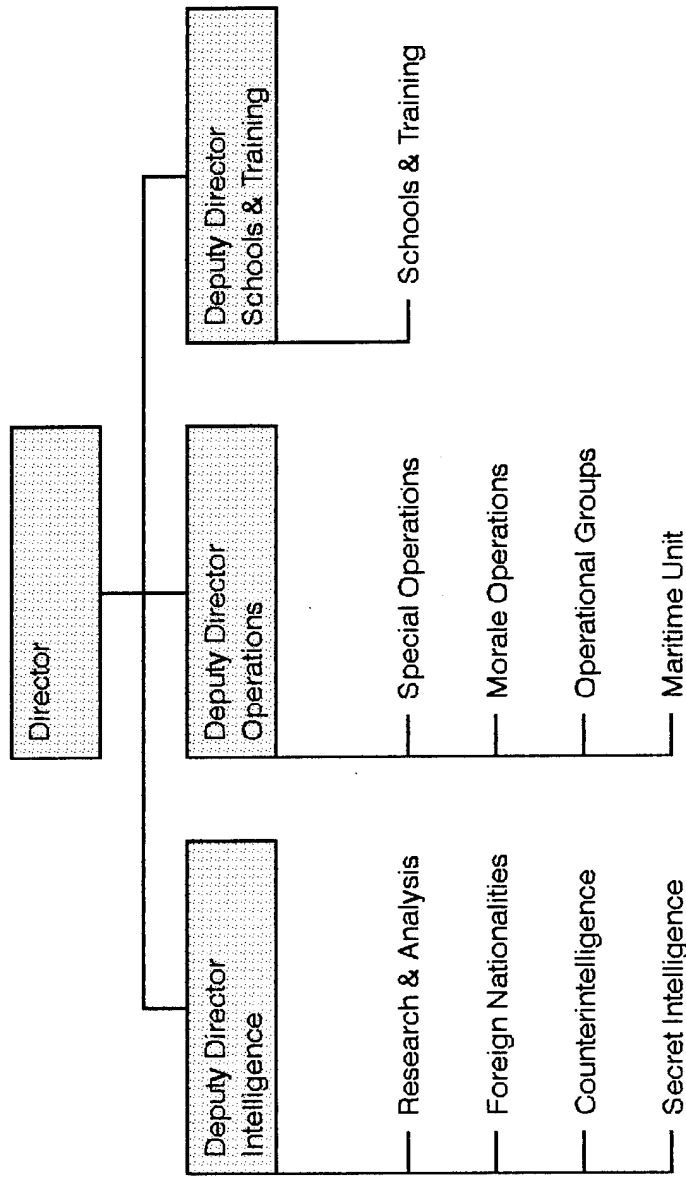 Director
Deputy Director
Intelligence
Research & Analysis
Foreign Nationalities
Counterintelligence
Secret Intelligence
Deputy Director
Operations
Special Operations
Morale Operations
Operational Groups
Maritime Unit
Deputy Director
Schools & Training
Schools & Training